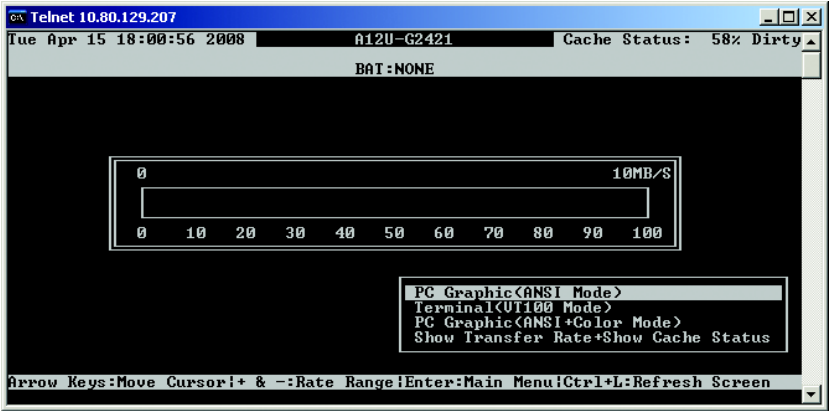 Telnet 10.80.129.207
Tue Apr 15 18:00:56 2008 A12U-G2421 Cache Status: 58% Dirty
BAT:NONE
0 10MB/S
0 10 20 30 40 50 60 70 80 90 100
PC Graphic(ANSI Mode)
Terminal(VT100 Mode)
PC Graphic(ANSI+Color Mode)
Show Transfer Rate+Show Cache Status
Arrow Keys:Move Cursor|+ & -:Rate Range|Enter:Main Menu|Ctrl+L:Refresh Screen